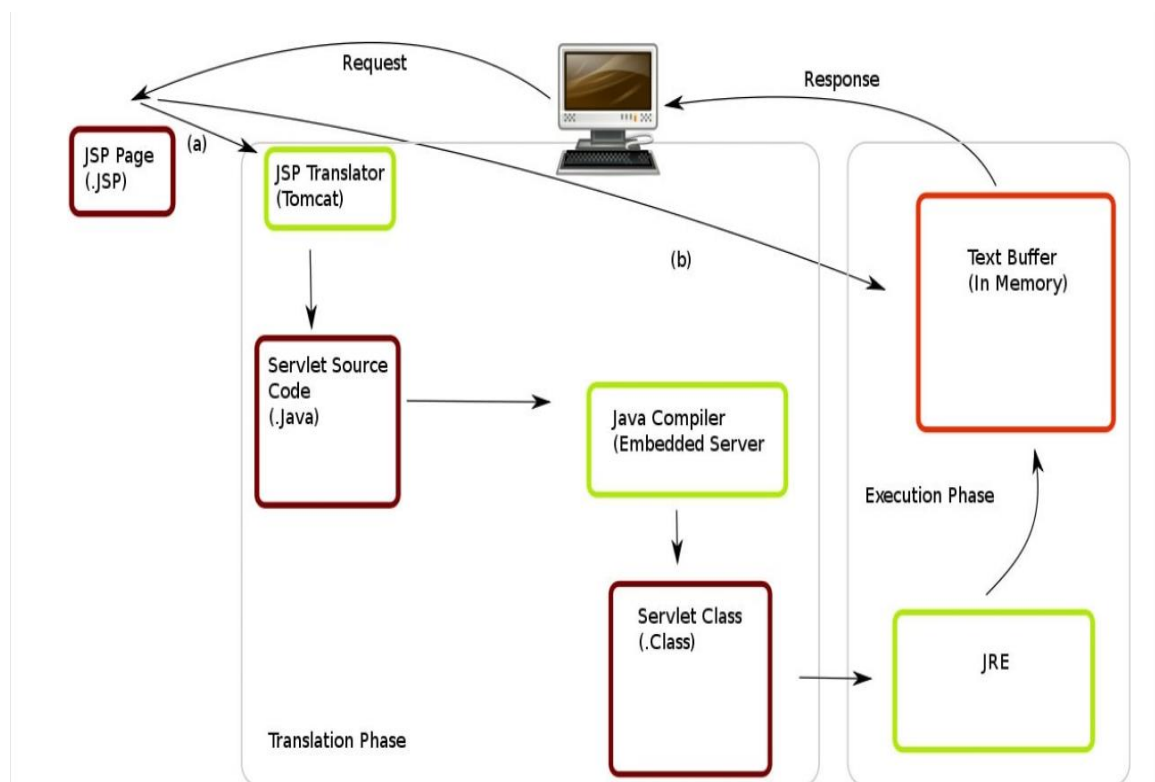 Request
Response
JSP Page
(.JSP)
(a)
JSP Translator
(Tomcat)
(b)
Text Buffer
(In Memory)
Servlet Source
Code
(.Java)
Java Compiler
(Embedded Server
Execution Phase
Servlet Class
(.Class)
JRE
Translation Phase